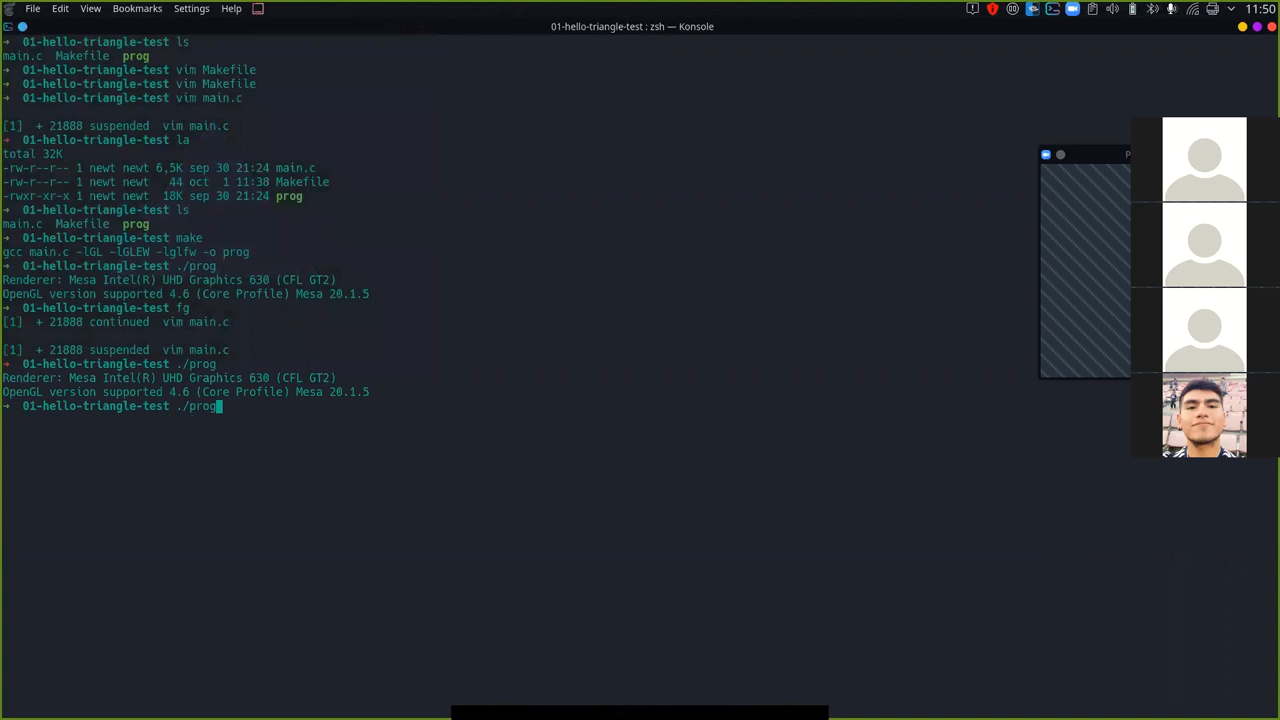 File Edit View Bookmarks Settings Help
11:50
01-hello-triangle-test : zsh — Konsole
➜ 01-hello-triangle-test ls
main.c Makefile prog
➜ 01-hello-triangle-test vim Makefile
➜ 01-hello-triangle-test vim Makefile
➜ 01-hello-triangle-test vim main.c
[1] + 21888 suspended vim main.c
➜ 01-hello-triangle-test la
total 32K
-rw-r--r-- 1 newt newt 6,5K sep 30 21:24 main.c
-rw-r--r-- 1 newt newt 44 oct 1 11:38 Makefile
-rwxr-xr-x 1 newt newt 18K sep 30 21:24 prog
➜ 01-hello-triangle-test ls
main.c Makefile prog
➜ 01-hello-triangle-test make
gcc main.c -lGL -lGLEW -lglfw -o prog
➜ 01-hello-triangle-test ./prog
Renderer: Mesa Intel(R) UHD Graphics 630 (CFL GT2)
OpenGL version supported 4.6 (Core Profile) Mesa 20.1.5
➜ 01-hello-triangle-test fg
[1] + 21888 continued vim main.c
[1] + 21888 suspended vim main.c
➜ 01-hello-triangle-test ./prog
Renderer: Mesa Intel(R) UHD Graphics 630 (CFL GT2)
OpenGL version supported 4.6 (Core Profile) Mesa 20.1.5
➜ 01-hello-triangle-test ./prog